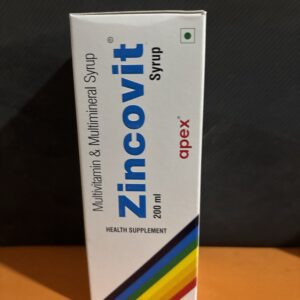 Multivitamin & Multimineral Syrup
Zincovit®
Syrup
200 ml
HEALTH SUPPLEMENT
apex®